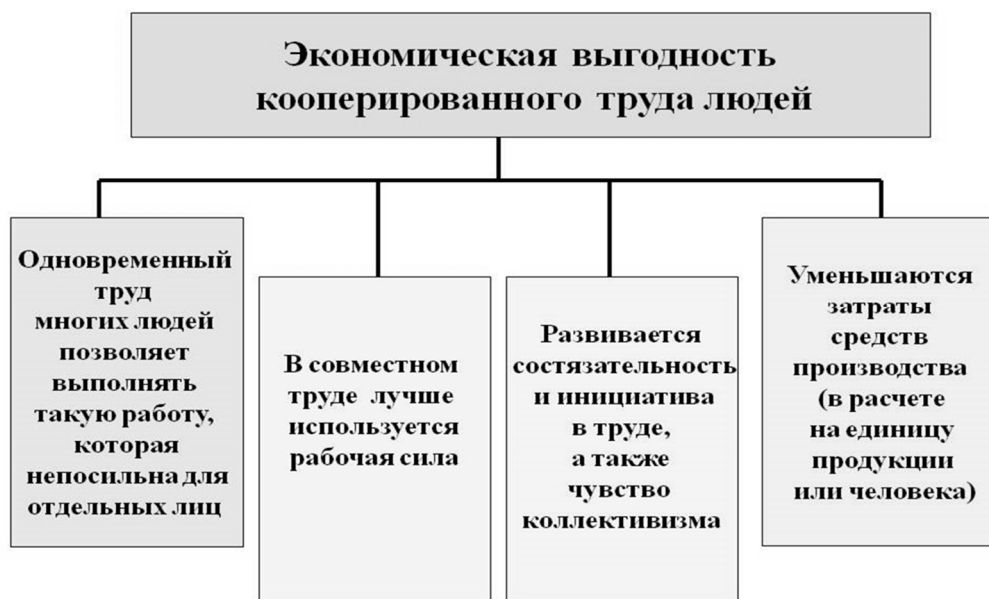 Экономическая выгодность
кооперированного труда людей
Одновременный
труд
многих людей
позволяет
выполнять
такую работу,
которая
непосильна для
отдельных лиц
В совместном
труде лучше
используется
рабочая сила
Развивается
состязательность
и инициатива
в труде,
а также
чувство
коллективизма
Уменьшаются
затраты
средств
производства
(в расчете
на единицу
продукции
или человека)